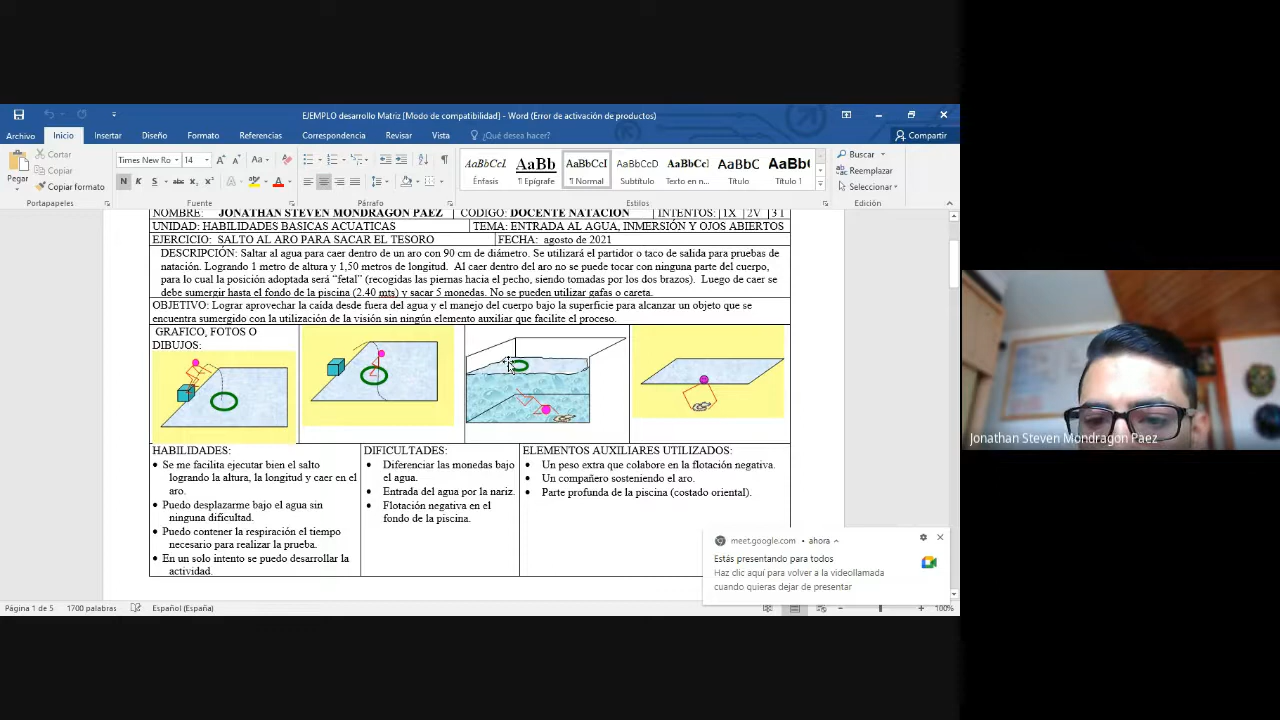 EJEMPLO desarrollo Matriz [Modo de compatibilidad] - Word (Error de activación de productos)
Archivo Inicio Insertar Diseño Formato Referencias Correspondencia Revisar Vista ¿Qué desea hacer? Compartir
Pegar
Cortar
Copiar
Copiar formato
Portapapeles
Times New Ro 14
N K S abc x₂ x²
Fuente
Párrafo
AaBbCcI AaBb AaBbCcI AaBbCcD AaBbCcI AaBbC AaBb(
Énfasis ¶ Epígrafe ¶ Normal Subtítulo Texto en n... Título Título 1
Estilos
Buscar
Reemplazar
Seleccionar
Edición
NOMBRE: JONATHAN STEVEN MONDRAGON PAEZ CODIGO: DOCENTE NATACION INTENTOS: 1X 2V 3
UNIDAD: HABILIDADES BASICAS ACUATICAS TEMA: ENTRADA AL AGUA, INMERSIÓN Y OJOS ABIERTOS
EJERCICIO: SALTO AL ARO PARA SACAR EL TESORO FECHA: agosto de 2021
DESCRIPCIÓN: Saltar al agua para caer dentro de un aro con 90 cm de diámetro. Se utilizará el partidor o taco de salida para pruebas de
natación. Logrando 1 metro de altura y 1,50 metros de longitud. Al caer dentro del aro no se puede tocar con ninguna parte del cuerpo,
para lo cual la posición adoptada será “fetal” (recogidas las piernas hacia el pecho, siendo tomadas por los dos brazos). Luego de caer se
debe sumergir hasta el fondo de la piscina (2.40 mts) y sacar 5 monedas. No se pueden utilizar gafas o careta.
OBJETIVO: Lograr aprovechar la caída desde fuera del agua y el manejo del cuerpo bajo la superficie para alcanzar un objeto que se
encuentra sumergido con la utilización de la visión sin ningún elemento auxiliar que facilite el proceso.
GRAFICO, FOTOS O
DIBUJOS:
HABILIDADES:
• Se me facilita ejecutar bien el salto
logrando la altura, la longitud y caer en el
aro.
• Puedo desplazarme bajo el agua sin
ninguna dificultad.
• Puedo contener la respiración el tiempo
necesario para realizar la prueba.
• En un solo intento se puedo desarrollar la
actividad.
DIFICULTADES:
• Diferenciar las monedas bajo
el agua.
• Entrada del agua por la nariz.
• Flotación negativa en el
fondo de la piscina.
ELEMENTOS AUXILIARES UTILIZADOS:
• Un peso extra que colabore en la flotación negativa.
• Un compañero sosteniendo el aro.
• Parte profunda de la piscina (costado oriental).
meet.google.com • ahora
Estás presentando para todos
Haz clic aquí para volver a la videollamada
cuando quieras dejar de presentar
Página 1 de 5 1700 palabras Español (España) 100%
Jonathan Steven Mondragon Paez